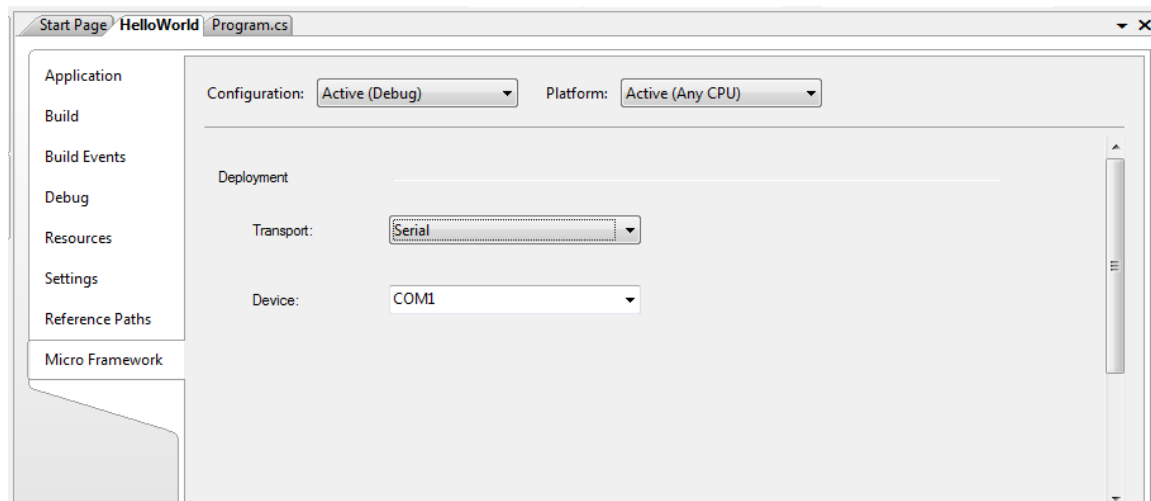 Start Page HelloWorld Program.cs
Application
Build
Build Events
Debug
Resources
Settings
Reference Paths
Micro Framework
Configuration: Active (Debug) Platform: Active (Any CPU)
Deployment
Transport: Serial
Device: COM1